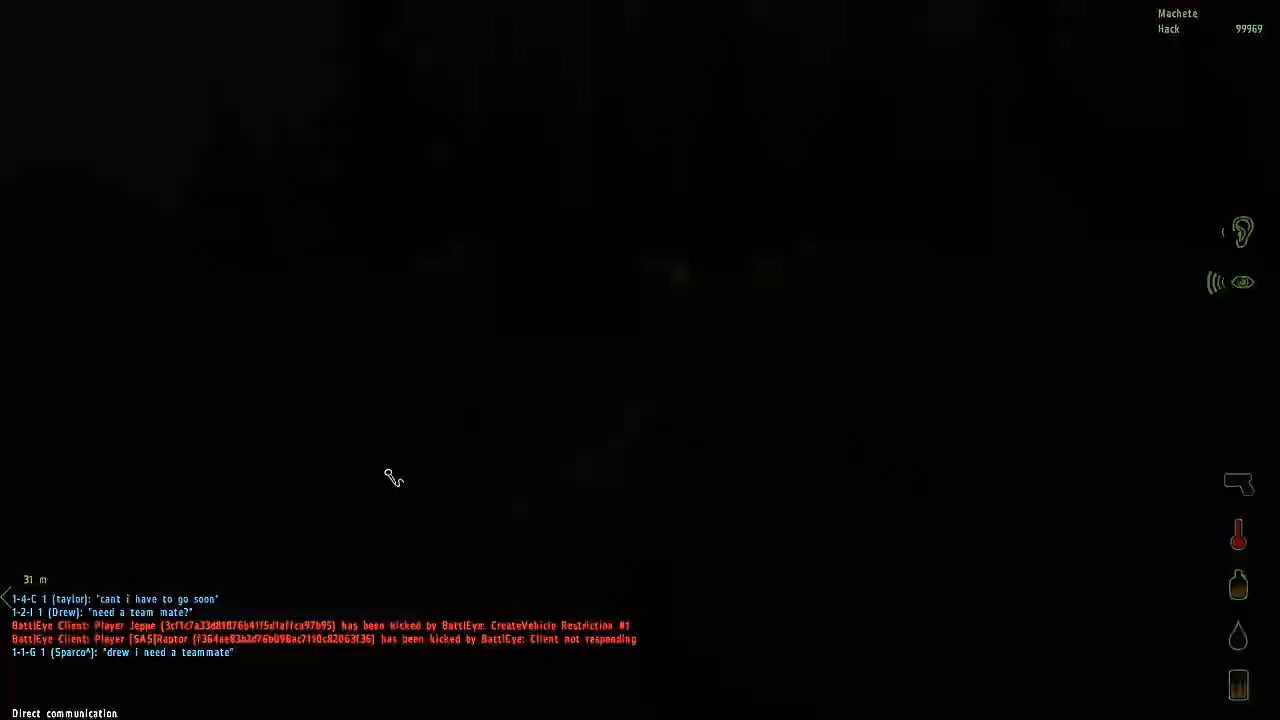 Machete
Hack 99969
31 m
1-4-C 1 (taylor): "cant i have to go soon"
1-2-I 1 (Drew): "need a team mate?"
BattlEye Client: Player Jeppe has been kicked by BattlEye: CreateVehicle Restriction #1
BattlEye Client: Player [SAS]Raptor has been kicked by BattlEye: Client not responding
1-1-G 1 (Sparco^): "drew i need a teammate"
Direct communication